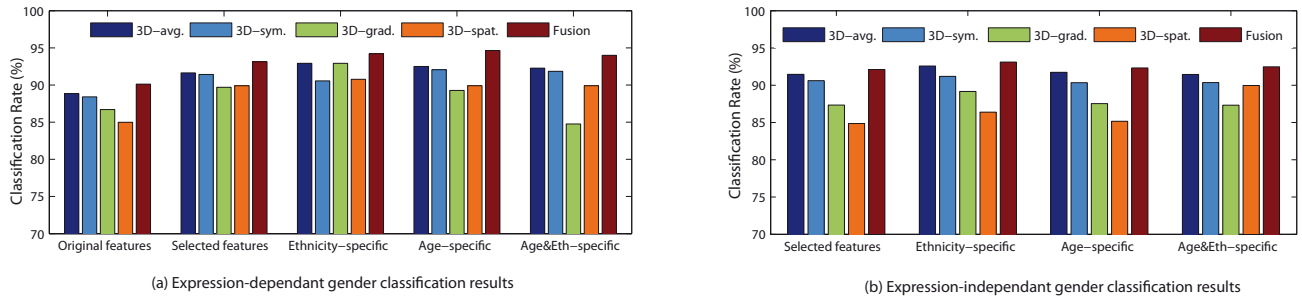 3D−avg. 3D−sym. 3D−grad. 3D−spat. Fusion
Classification Rate (%)
100
95
90
85
80
75
70
Original features Selected features Ethnicity−specific Age−specific Age&Eth−specific
(a) Expression-dependant gender classification results
3D−avg. 3D−sym. 3D−grad. 3D−spat. Fusion
Classification Rate (%)
100
95
90
85
80
75
70
Selected features Ethnicity−specific Age−specific Age&Eth−specific
(b) Expression-independant gender classification results